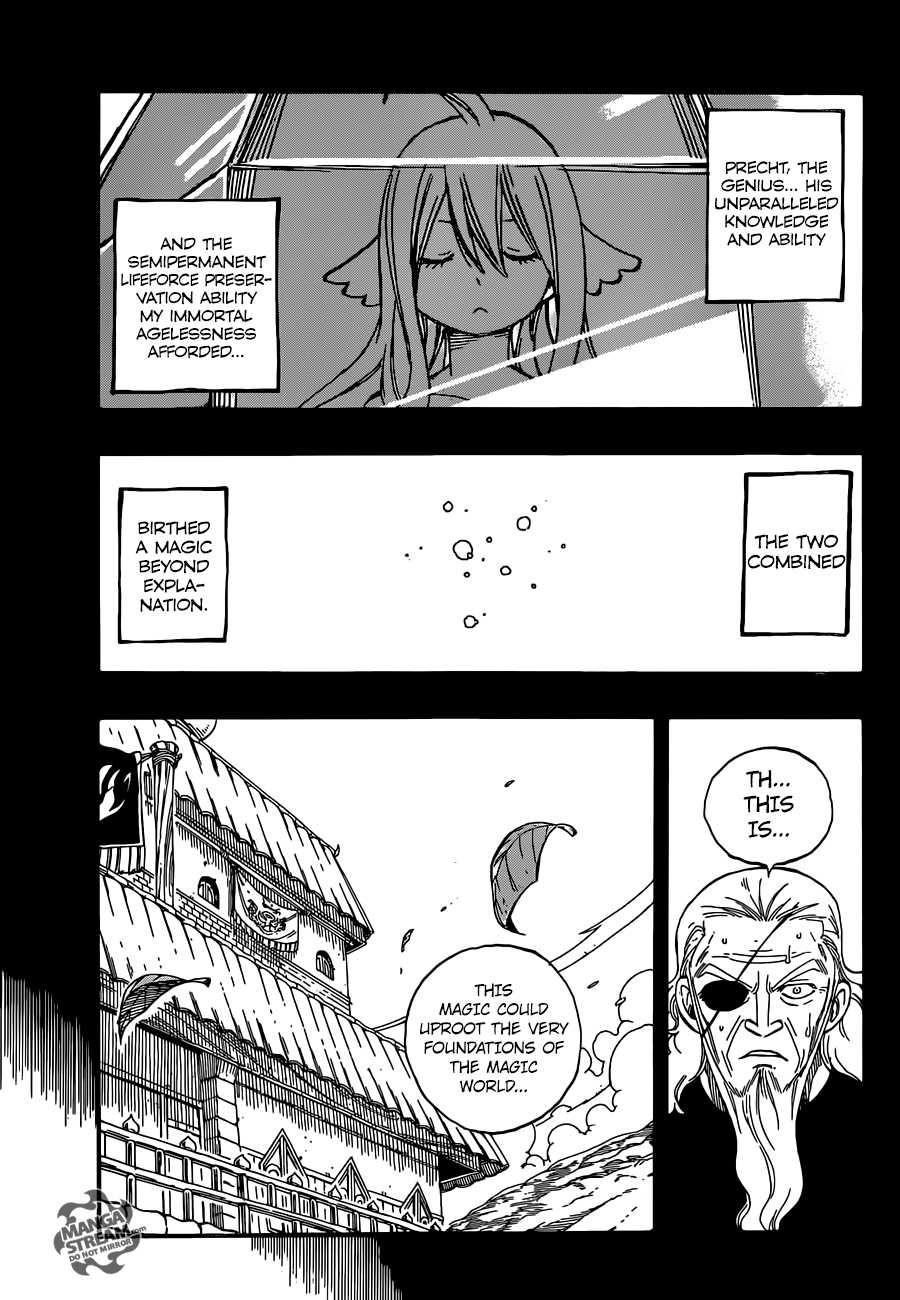 PRECHT, THE
GENIUS... HIS
UNPARALLELED
KNOWLEDGE
AND ABILITY
AND THE
SEMIPERMANENT
LIFEFORCE PRESER-
VATION ABILITY
MY IMMORTAL
AGELESSNESS
AFFORDED...
THE TWO
COMBINED
BIRTHED
A MAGIC
BEYOND
EXPLA-
NATION.
TH...
THIS
IS...
THIS
MAGIC COULD
UPROOT THE VERY
FOUNDATIONS OF
THE MAGIC
WORLD...
MANGA
STREAM.com
DO NOT MIRROR!